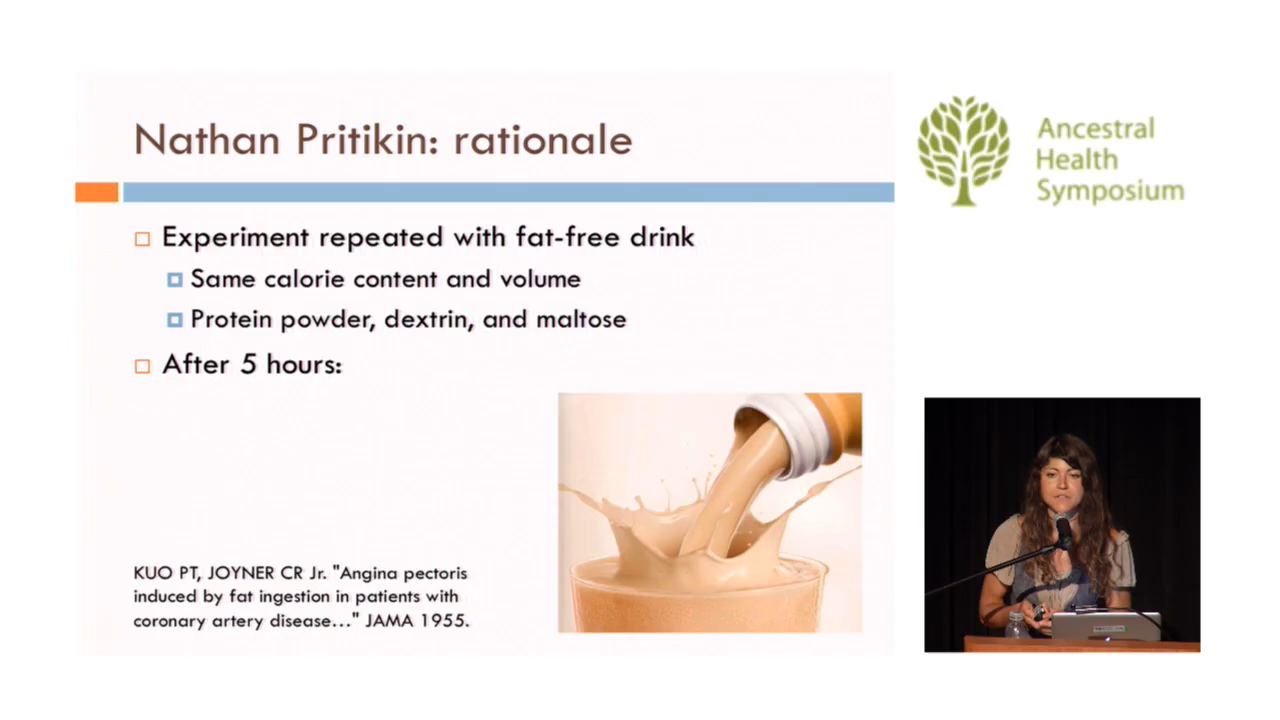 Nathan Pritikin: rationale
Experiment repeated with fat-free drink
Same calorie content and volume
Protein powder, dextrin, and maltose
After 5 hours:
KUO PT, JOYNER CR Jr. "Angina pectoris
induced by fat ingestion in patients with
coronary artery disease…" JAMA 1955.
Ancestral
Health
Symposium